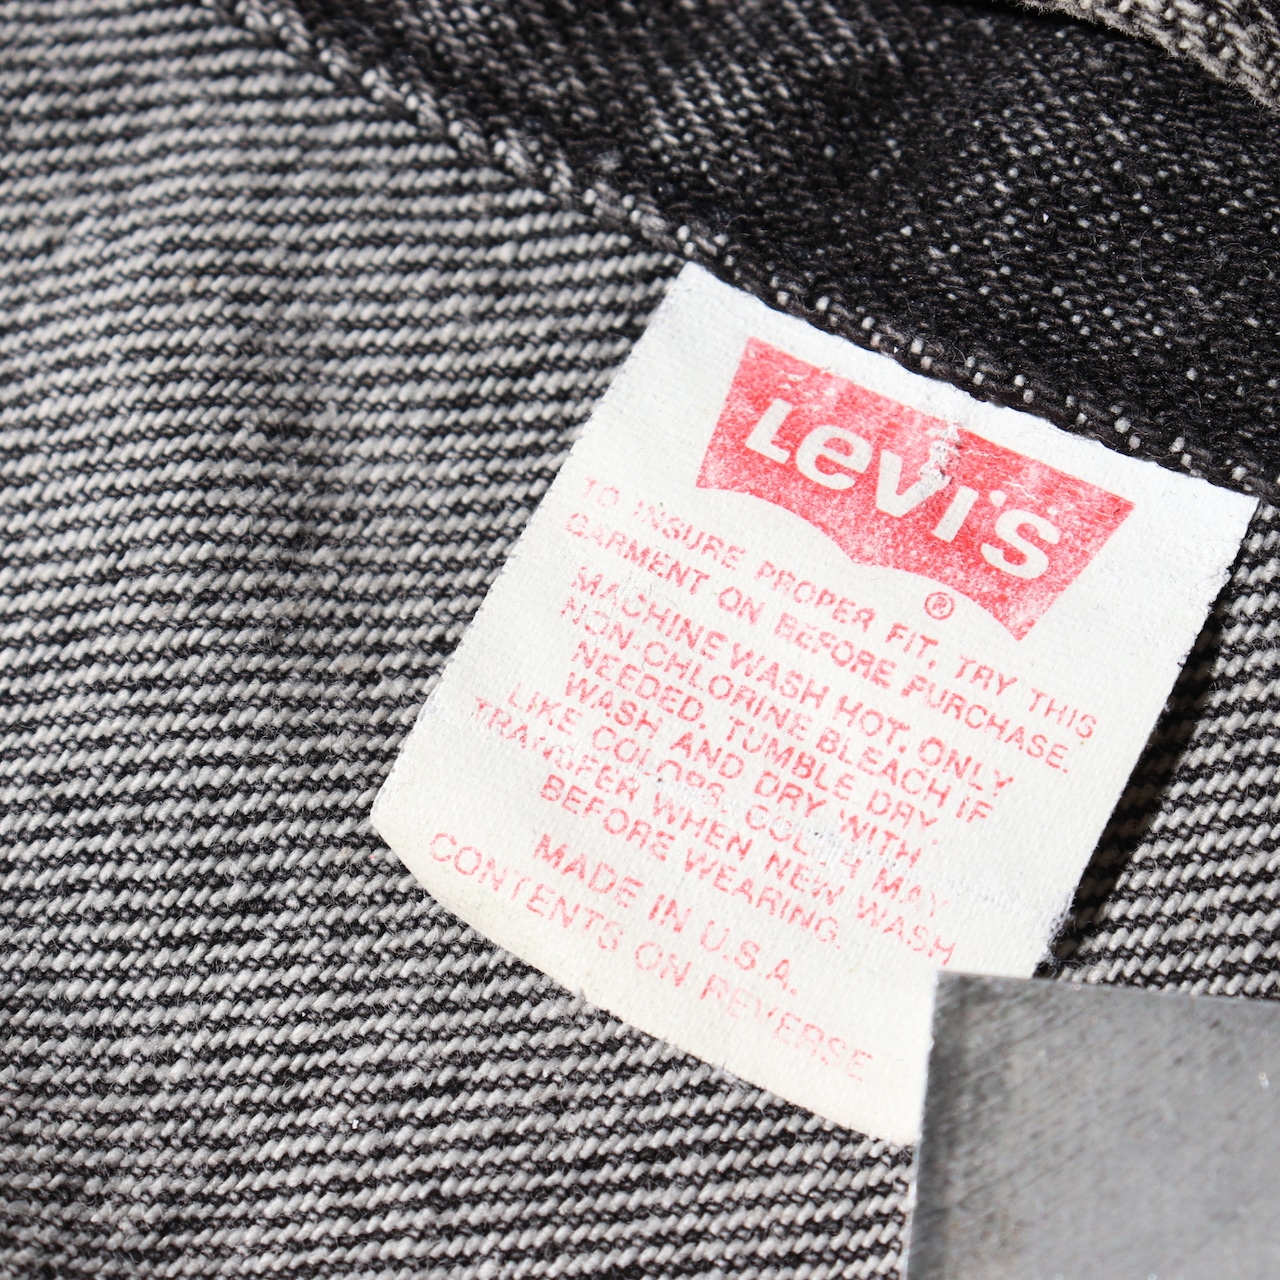 Levi's
®
TO INSURE PROPER FIT, TRY THIS
GARMENT ON BEFORE PURCHASE.
MACHINE WASH HOT. ONLY
NON-CHLORINE BLEACH IF
NEEDED. TUMBLE DRY.
WASH AND DRY WITH
LIKE COLORS. COLOR MAY
TRANSFER WHEN NEW. WASH
BEFORE WEARING.
MADE IN U.S.A.
CONTENTS ON REVERSE